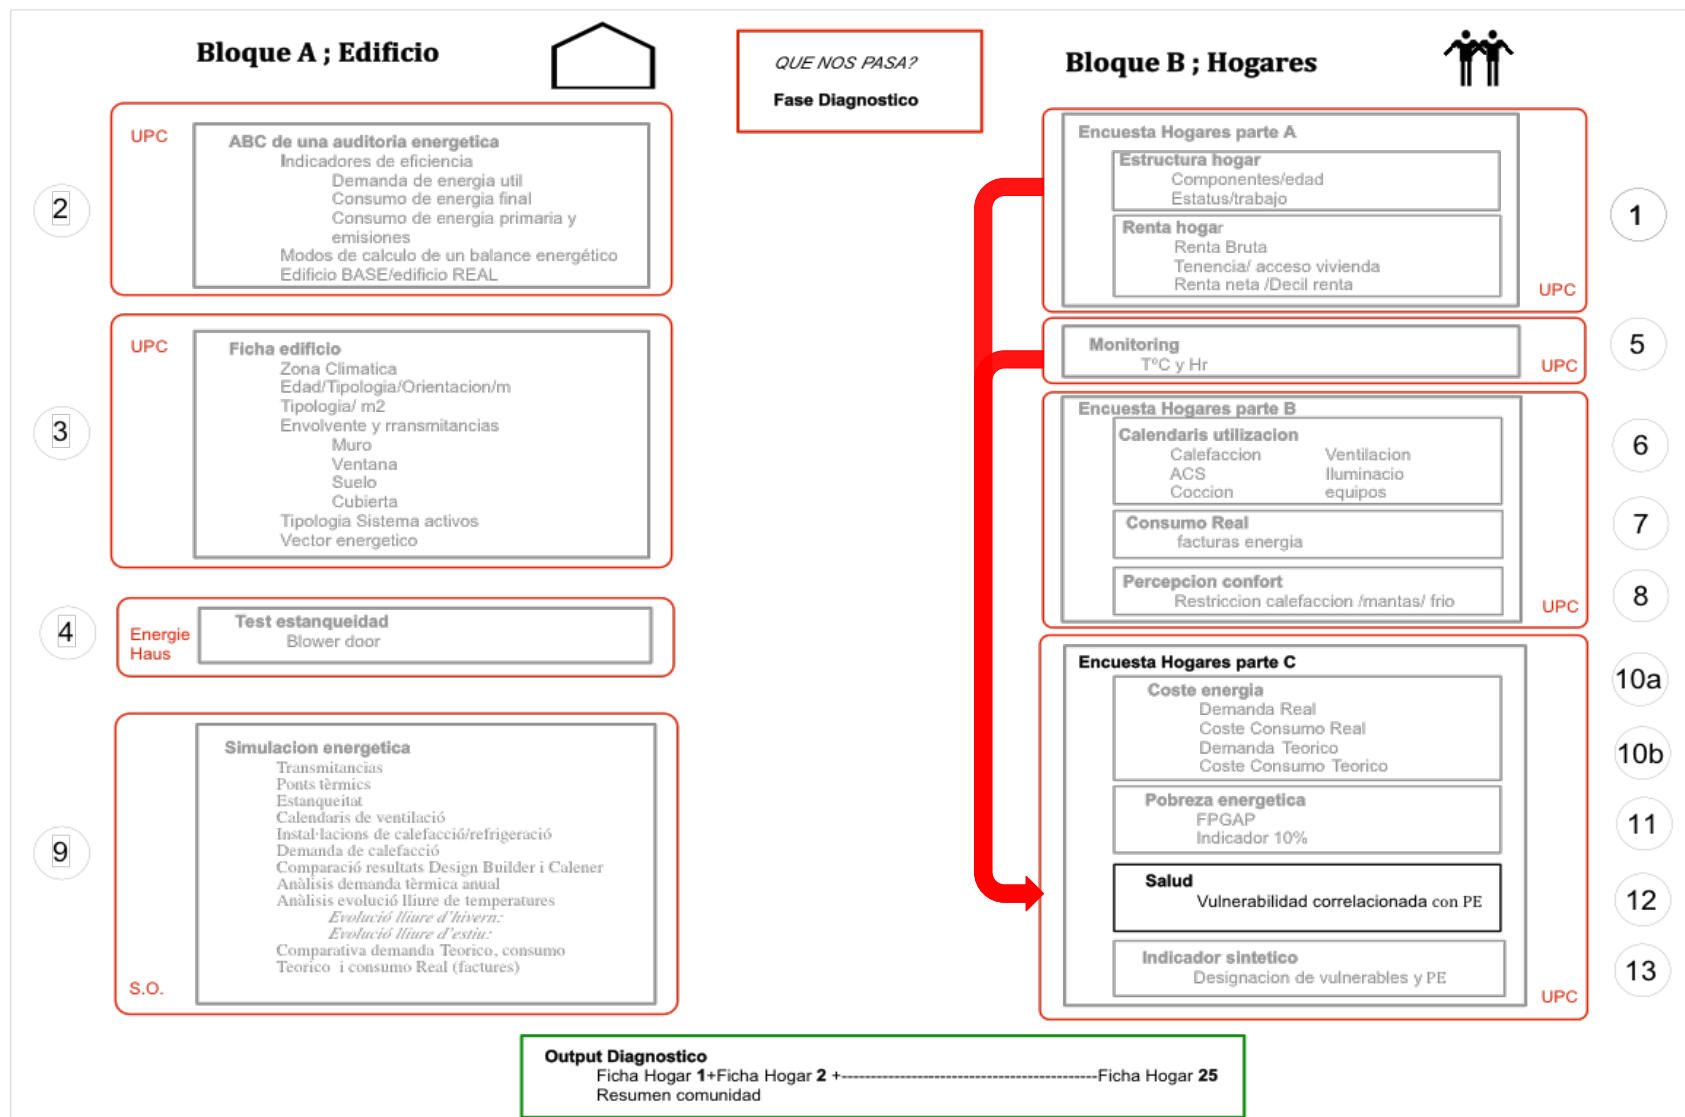 Bloque A ; Edificio
QUE NOS PASA?
Fase Diagnostico
Bloque B ; Hogares
UPC
2
ABC de una auditoria energetica
Indicadores de eficiencia
Demanda de energia util
Consumo de energia final
Consumo de energia primaria y
emisiones
Modos de calculo de un balance energético
Edificio BASE/edificio REAL
UPC
3
Ficha edificio
Zona Climatica
Edad/Tipologia/Orientacion/m
Tipologia/ m2
Envolvente y rransmitancias
Muro
Ventana
Suelo
Cubierta
Tipologia Sistema activos
Vector energetico
4
Energie
Haus
Test estanqueidad
Blower door
9
Simulacion energetica
Transmitancias
Ponts tèrmics
Estanqueitat
Calendaris de ventilació
Instal·lacions de calefacció/refrigeració
Demanda de calefacció
Comparació resultats Design Builder i Calener
Anàlisis demanda tèrmica anual
Anàlisis evolució lliure de temperatures
Evolució lliure d'hivern:
Evolució lliure d'estiu:
Comparativa demanda Teorico, consumo
Teorico i consumo Real (factures)
S.O.
Encuesta Hogares parte A
Estructura hogar
Componentes/edad
Estatus/trabajo
Renta hogar
Renta Bruta
Tenencia/ acceso vivienda
Renta neta /Decil renta
UPC
1
Monitoring
TºC y Hr
UPC
5
Encuesta Hogares parte B
Calendaris utilizacion
Calefaccion Ventilacion
ACS Iluminacio
Coccion equipos
6
Consumo Real
facturas energia
7
Percepcion confort
Restriccion calefaccion /mantas/ frio
UPC
8
Encuesta Hogares parte C
Coste energia
Demanda Real
Coste Consumo Real
Demanda Teorico
Coste Consumo Teorico
10a
10b
Pobreza energetica
FPGAP
Indicador 10%
11
Salud
Vulnerabilidad correlacionada con PE
12
Indicador sintetico
Designacion de vulnerables y PE
UPC
13
Output Diagnostico
Ficha Hogar 1+Ficha Hogar 2 +-------------------------------------------Ficha Hogar 25
Resumen comunidad